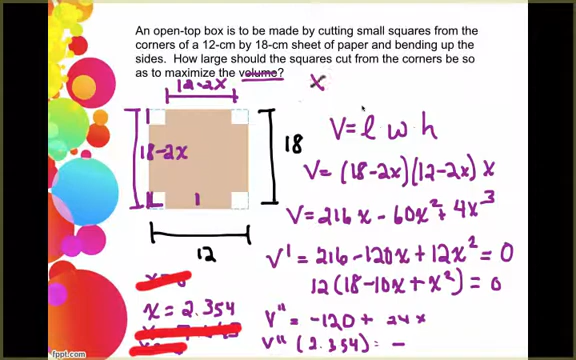 An open-top box is to be made by cutting small squares from the
corners of a 12-cm by 18-cm sheet of paper and bending up the
sides. How large should the squares cut from the corners be so
as to maximize the volume?
12-2x
x
18-2x
18
12
V = l w h
V = (18-2x)(12-2x) x
V = 216x - 60x² + 4x³
V' = 216 - 120x + 12x² = 0
12(18 - 10x + x²) = 0
x = 2.354
V" = -120 + 24x
V" (2.354) = -
fppt.com